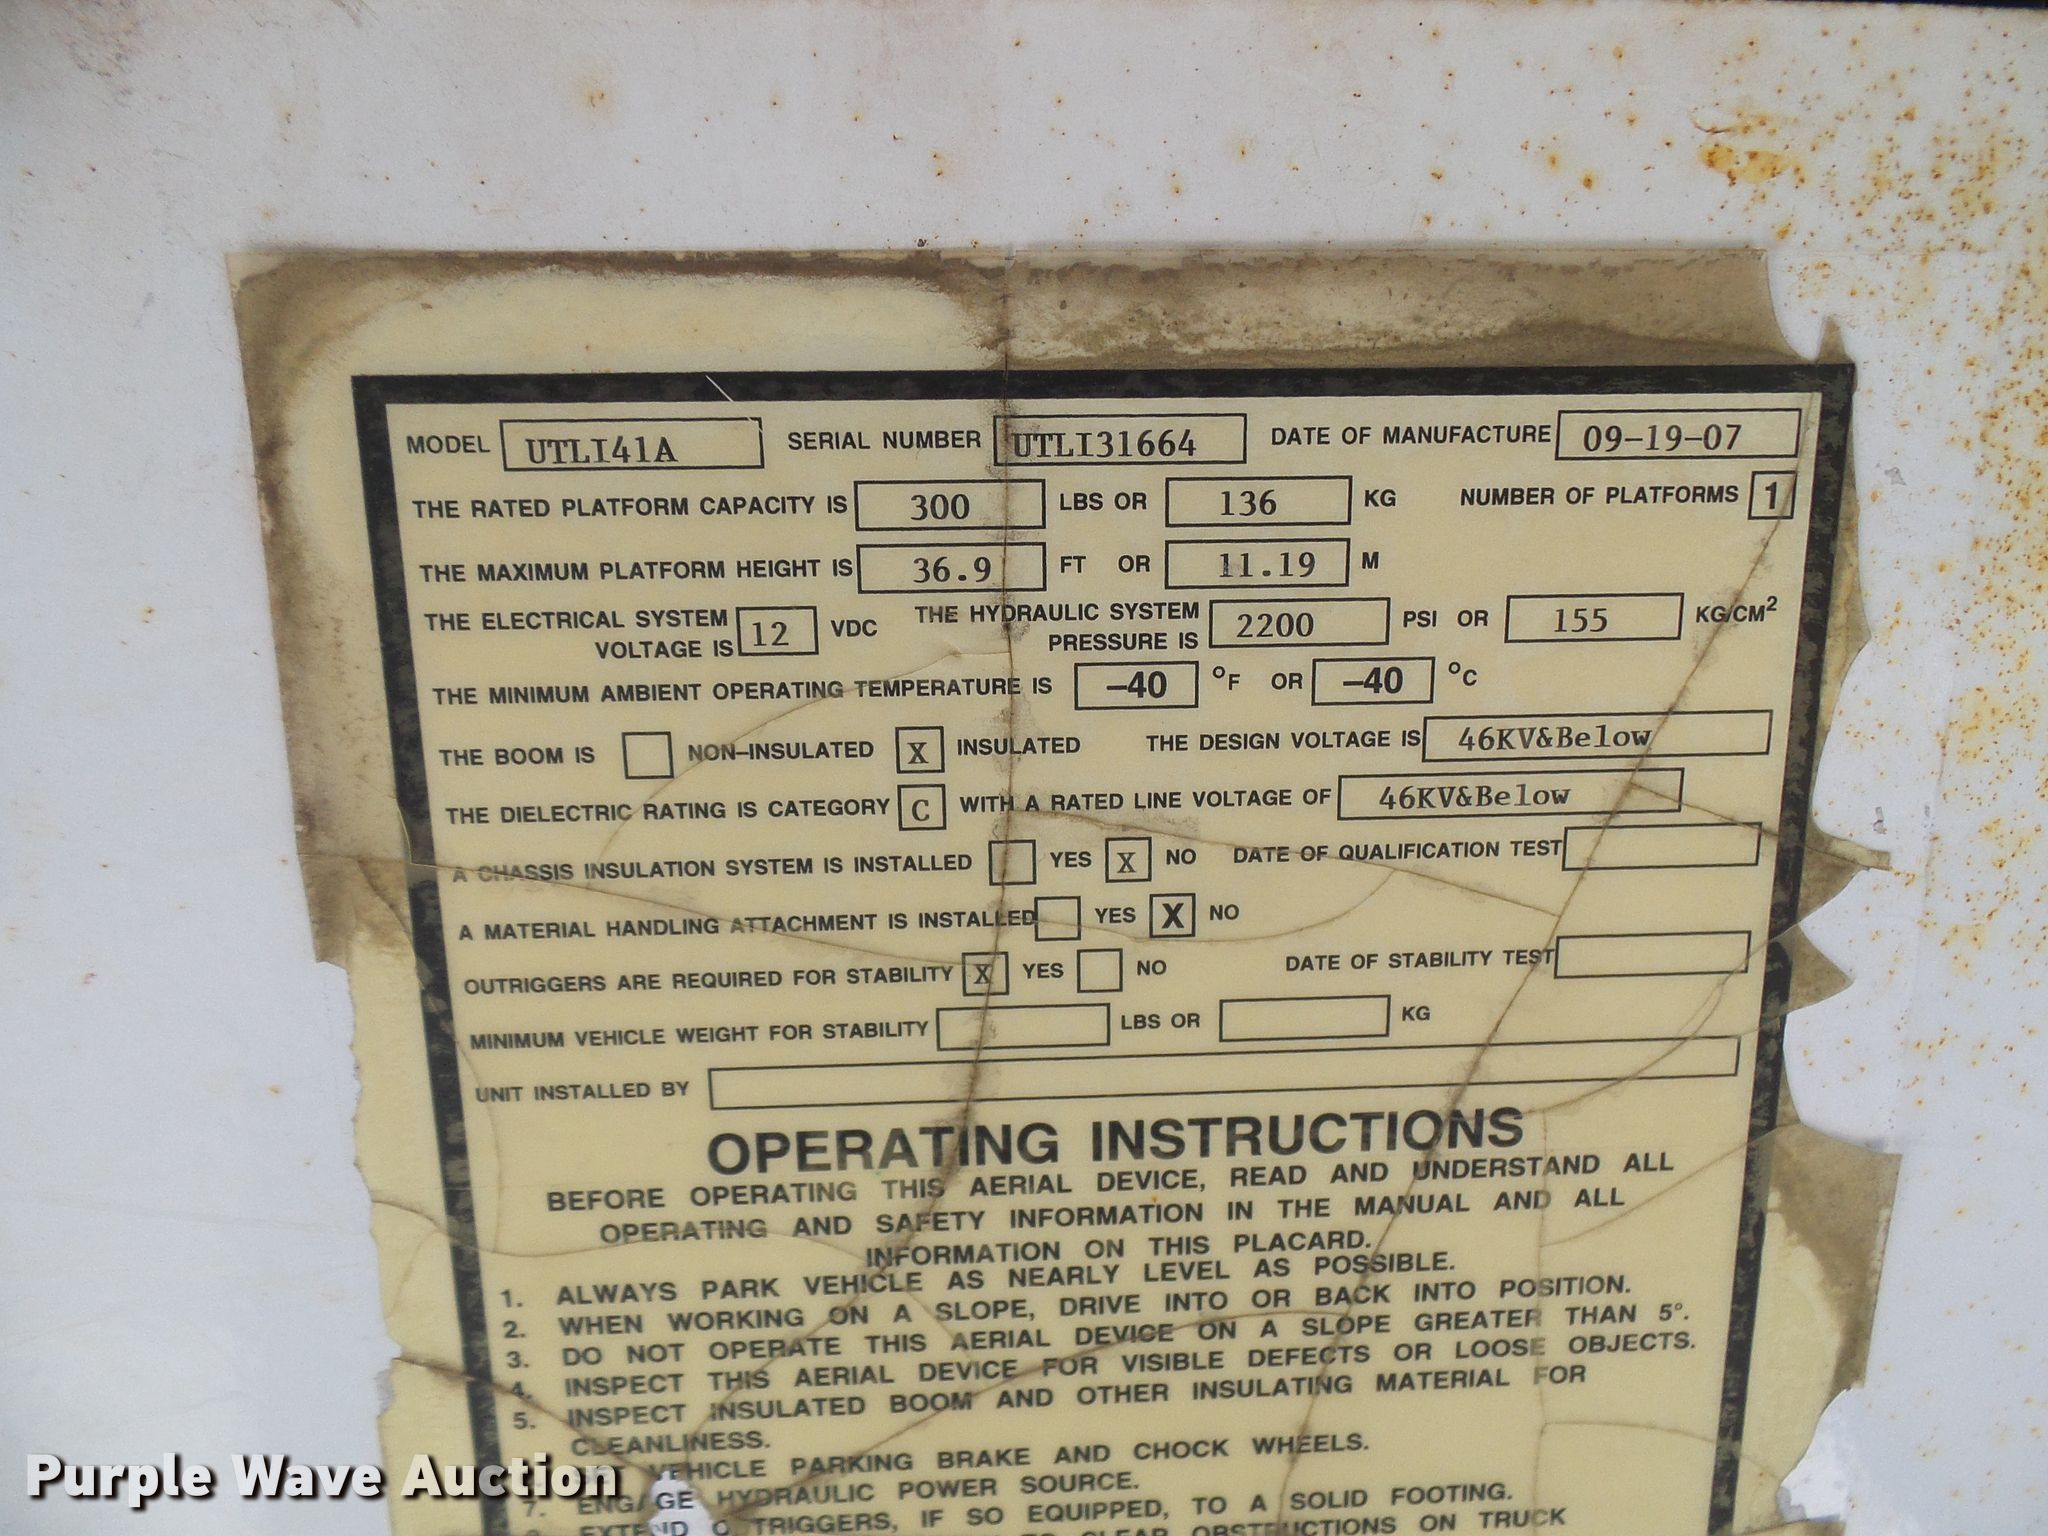 MODEL UTLI41A SERIAL NUMBER UTLI31664 DATE OF MANUFACTURE 09-19-07
THE RATED PLATFORM CAPACITY IS 300 LBS OR 136 KG NUMBER OF PLATFORMS 1
THE MAXIMUM PLATFORM HEIGHT IS 36.9 FT OR 11.19 M
THE ELECTRICAL SYSTEM VOLTAGE IS 12 VDC THE HYDRAULIC SYSTEM PRESSURE IS 2200 PSI OR 155 KG/CM²
THE MINIMUM AMBIENT OPERATING TEMPERATURE IS –40 °F OR –40 °C
THE BOOM IS NON–INSULATED X INSULATED THE DESIGN VOLTAGE IS 46KV&Below
THE DIELECTRIC RATING IS CATEGORY C WITH A RATED LINE VOLTAGE OF 46KV&Below
A CHASSIS INSULATION SYSTEM IS INSTALLED YES X NO DATE OF QUALIFICATION TEST
A MATERIAL HANDLING ATTACHMENT IS INSTALLED YES X NO
OUTRIGGERS ARE REQUIRED FOR STABILITY X YES NO DATE OF STABILITY TEST
MINIMUM VEHICLE WEIGHT FOR STABILITY LBS OR KG
UNIT INSTALLED BY
OPERATING INSTRUCTIONS
BEFORE OPERATING THIS AERIAL DEVICE, READ AND UNDERSTAND ALL
OPERATING AND SAFETY INFORMATION IN THE MANUAL AND ALL
INFORMATION ON THIS PLACARD.
1. ALWAYS PARK VEHICLE AS NEARLY LEVEL AS POSSIBLE.
2. WHEN WORKING ON A SLOPE, DRIVE INTO OR BACK INTO POSITION.
3. DO NOT OPERATE THIS AERIAL DEVICE ON A SLOPE GREATER THAN 5°.
4. INSPECT THIS AERIAL DEVICE FOR VISIBLE DEFECTS OR LOOSE OBJECTS.
5. INSPECT INSULATED BOOM AND OTHER INSULATING MATERIAL FOR
CLEANLINESS.
VEHICLE PARKING BRAKE AND CHOCK WHEELS.
7. ENGAGE HYDRAULIC POWER SOURCE.
EXTEND O TRIGGERS, IF SO EQUIPPED, TO A SOLID FOOTING.
TO CLEAR OBSTRUCTIONS ON TRUCK
Purple Wave Auction